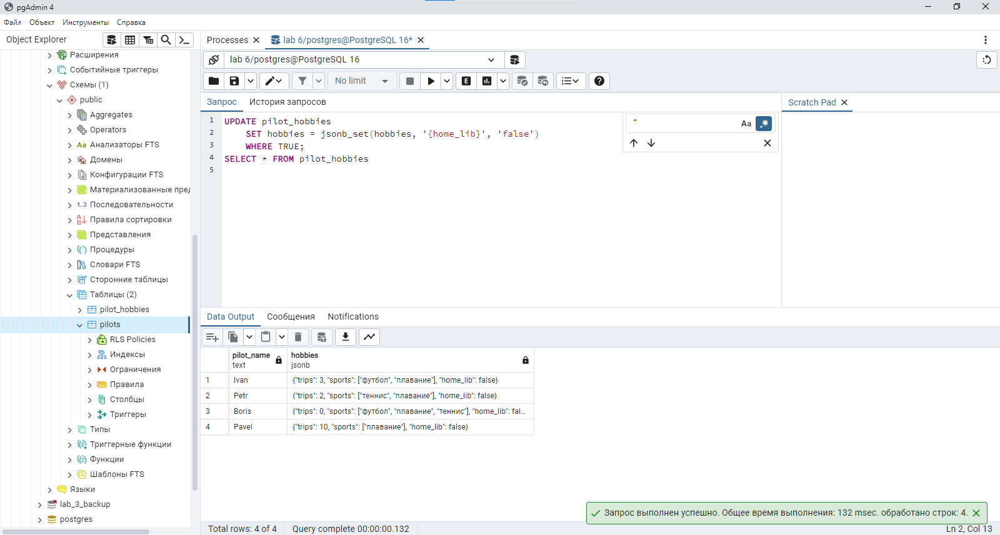 pgAdmin 4
Файл Объект Инструменты Справка
Object Explorer
Расширения
Событийные триггеры
Схемы (1)
public
Aggregates
Operators
Aa Анализаторы FTS
Домены
Конфигурации FTS
Материализованные пред
1..3 Последовательности
Правила сортировки
Представления
Процедуры
Словари FTS
Сторонние таблицы
Таблицы (2)
pilot_hobbies
pilots
RLS Policies
Индексы
Ограничения
Правила
Столбцы
Триггеры
Типы
Триггерные функции
Функции
Шаблоны FTS
Языки
lab_3_backup
postgres
Processes
lab 6/postgres@PostgreSQL 16*
lab 6/postgres@PostgreSQL 16
No limit
E
Запрос История запросов
1 UPDATE pilot_hobbies
2 SET hobbies = jsonb_set(hobbies, '{home_lib}', 'false')
3 WHERE TRUE;
4 SELECT * FROM pilot_hobbies
5
“ Aa .*
Scratch Pad
Data Output Сообщения Notifications
pilot_name hobbies
text jsonb
1 Ivan {"trips": 3, "sports": ["футбол", "плавание"], "home_lib": false}
2 Petr {"trips": 2, "sports": ["теннис", "плавание"], "home_lib": false}
3 Boris {"trips": 0, "sports": ["футбол", "плавание", "теннис"], "home_lib": fal...
4 Pavel {"trips": 10, "sports": ["плавание"], "home_lib": false}
Запрос выполнен успешно. Общее время выполнения: 132 msec. обработано строк: 4.
Total rows: 4 of 4 Query complete 00:00:00.132 Ln 2, Col 13